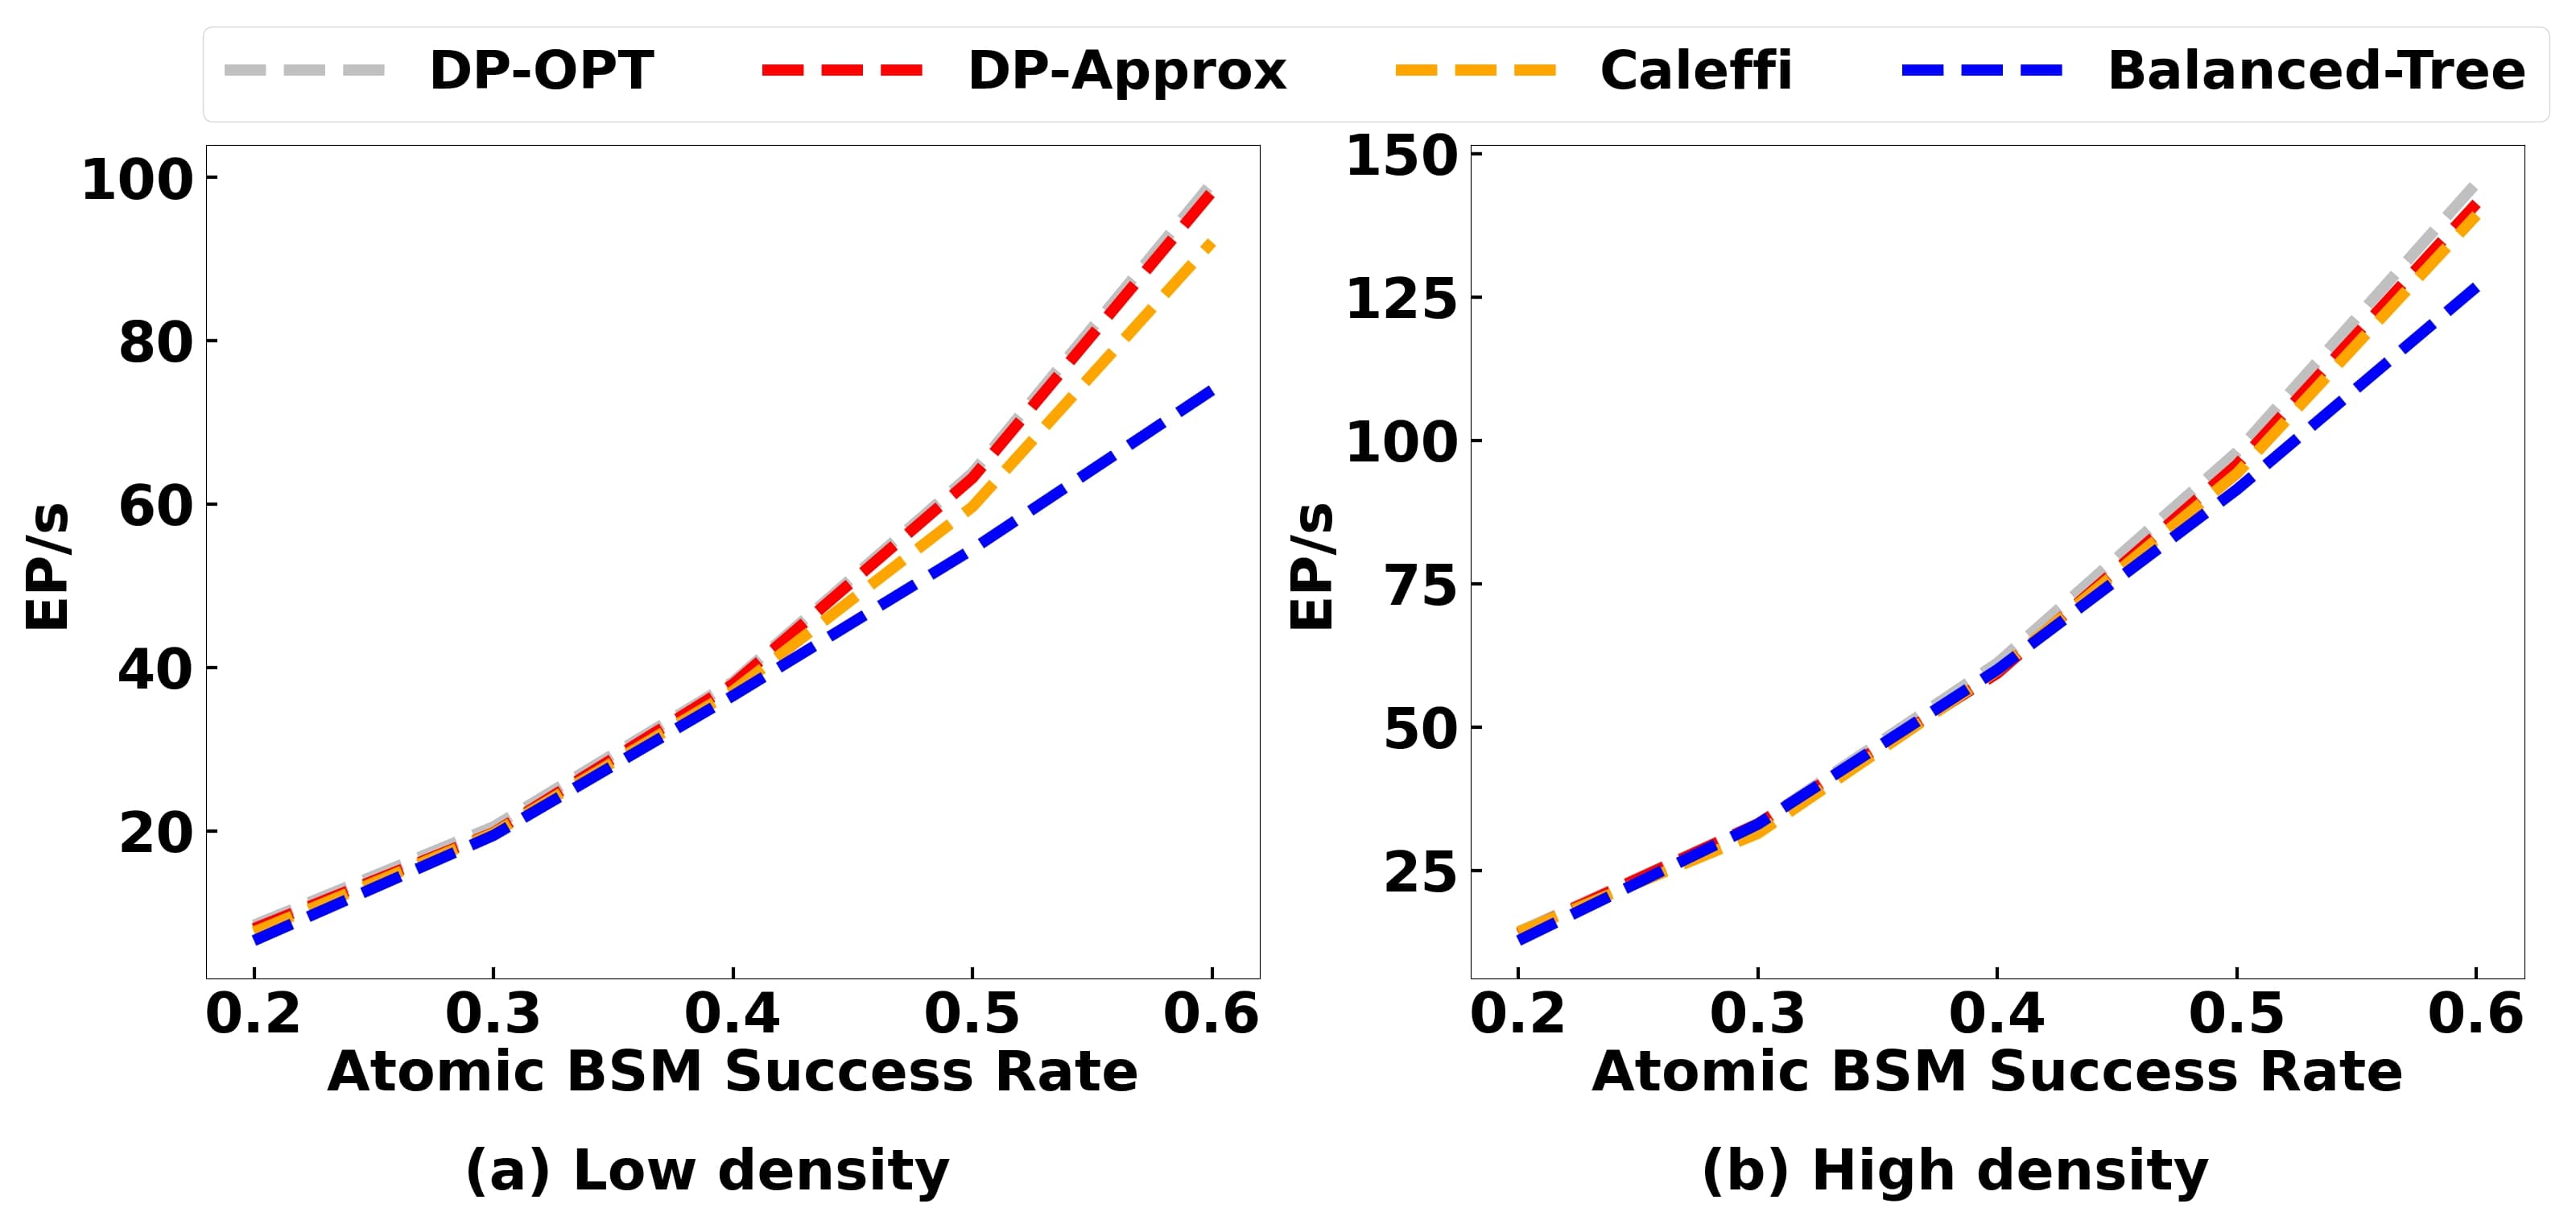 DP-OPT DP-Approx Caleffi Balanced-Tree
100
80
60
40
20
EP/s
0.2 0.3 0.4 0.5 0.6
Atomic BSM Success Rate
(a) Low density
150
125
100
75
50
25
EP/s
0.2 0.3 0.4 0.5 0.6
Atomic BSM Success Rate
(b) High density